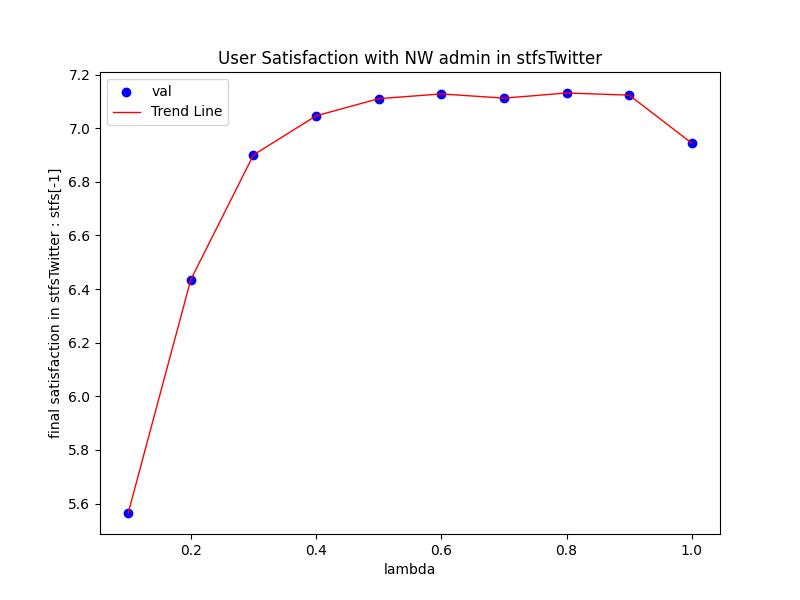 User Satisfaction with NW admin in stfsTwitter
val
Trend Line
7.2
7.0
6.8
6.6
6.4
6.2
6.0
5.8
5.6
final satisfaction in stfsTwitter : stfs[-1]
0.2
0.4
0.6
0.8
1.0
lambda